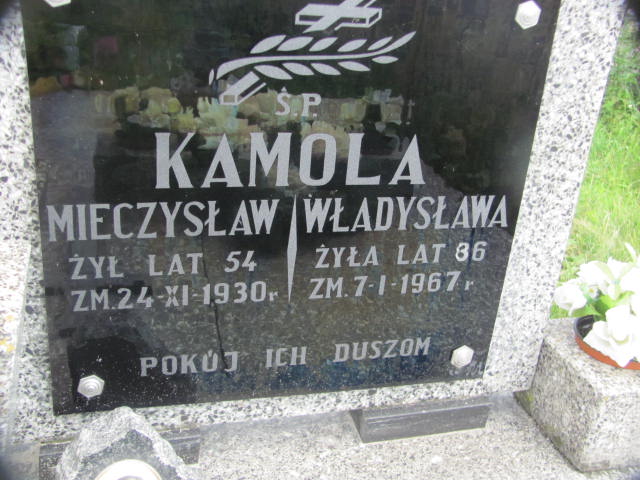 Ś.P.
KAMOLA
MIECZYSŁAW
ŻYŁ LAT 54
ZM. 24-XI-1930r
WŁADYSŁAWA
ŻYŁA LAT 86
ZM. 7-I-1967r
POKÓJ ICH DUSZOM